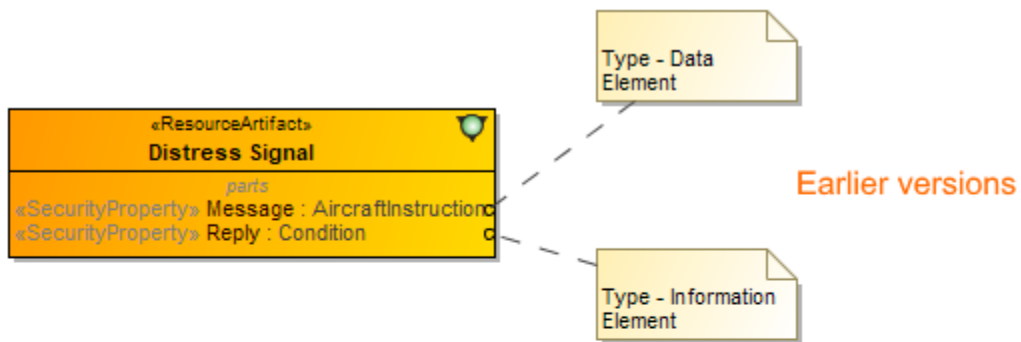 Type - Data
Element
«ResourceArtifact»
Distress Signal
parts
«SecurityProperty» Message : AircraftInstruction c
«SecurityProperty» Reply : Condition c
Earlier versions
Type - Information
Element